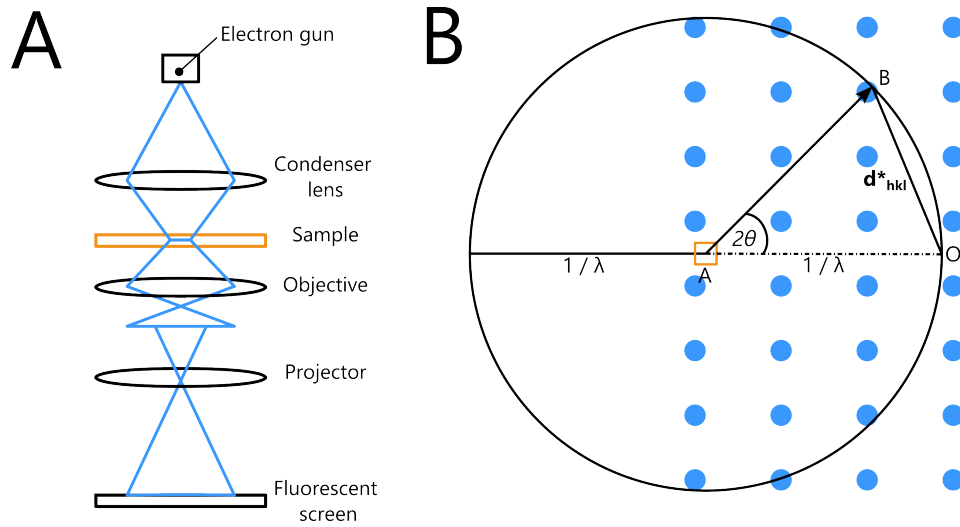 A
Electron gun
Condenser
lens
Sample
Objective
Projector
Fluorescent
screen
B
B
d*hkl
2θ
O
1 / λ
1 / λ
A